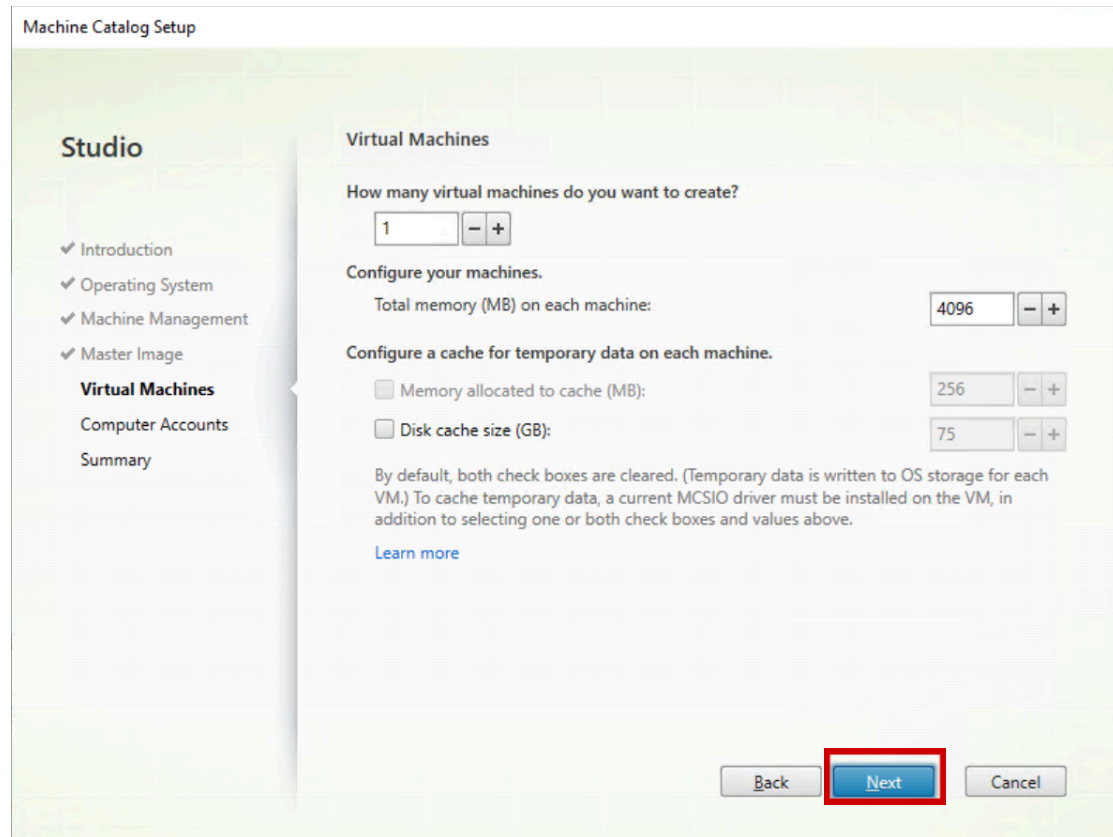 Machine Catalog Setup
Studio
Introduction
Operating System
Machine Management
Master Image
Virtual Machines
Computer Accounts
Summary
Virtual Machines
How many virtual machines do you want to create?
1 - +
Configure your machines.
Total memory (MB) on each machine: 4096 - +
Configure a cache for temporary data on each machine.
Memory allocated to cache (MB): 256 - +
Disk cache size (GB): 75 - +
By default, both check boxes are cleared. (Temporary data is written to OS storage for each
VM.) To cache temporary data, a current MCSIO driver must be installed on the VM, in
addition to selecting one or both check boxes and values above.
Learn more
Back Next Cancel